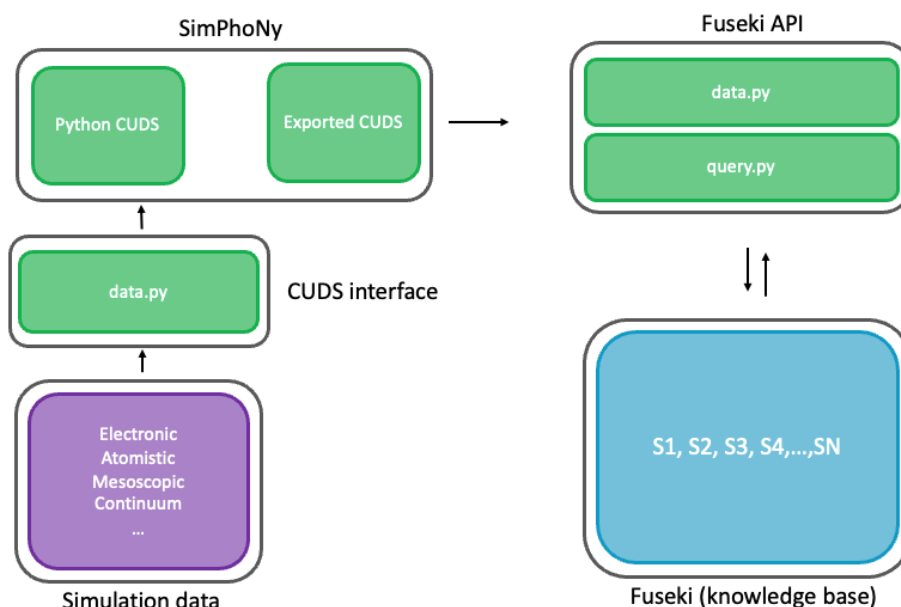 SimPhoNy
Fuseki API
Python CUDS
Exported CUDS
data.py
query.py
data.py
CUDS interface
Electronic
Atomistic
Mesoscopic
Continuum
...
S1, S2, S3, S4,...,SN
Simulation data
Fuseki (knowledge base)